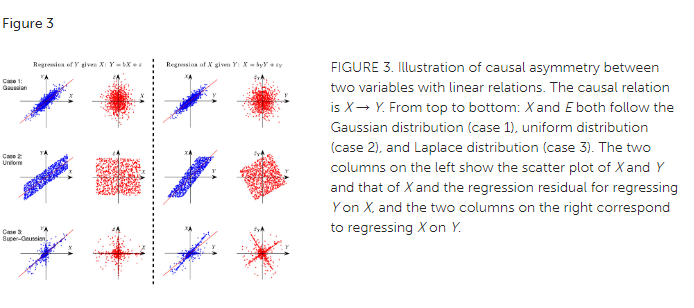 Figure 3
Regression of Y given X: Y = bX + ε
Regression of X given Y: X = byY + εy
Case 1:
Gaussian
Case 2:
Uniform
Case 3:
Super-Gaussian
FIGURE 3. Illustration of causal asymmetry between
two variables with linear relations. The causal relation
is X → Y. From top to bottom: X and E both follow the
Gaussian distribution (case 1), uniform distribution
(case 2), and Laplace distribution (case 3). The two
columns on the left show the scatter plot of X and Y
and that of X and the regression residual for regressing
Y on X, and the two columns on the right correspond
to regressing X on Y.